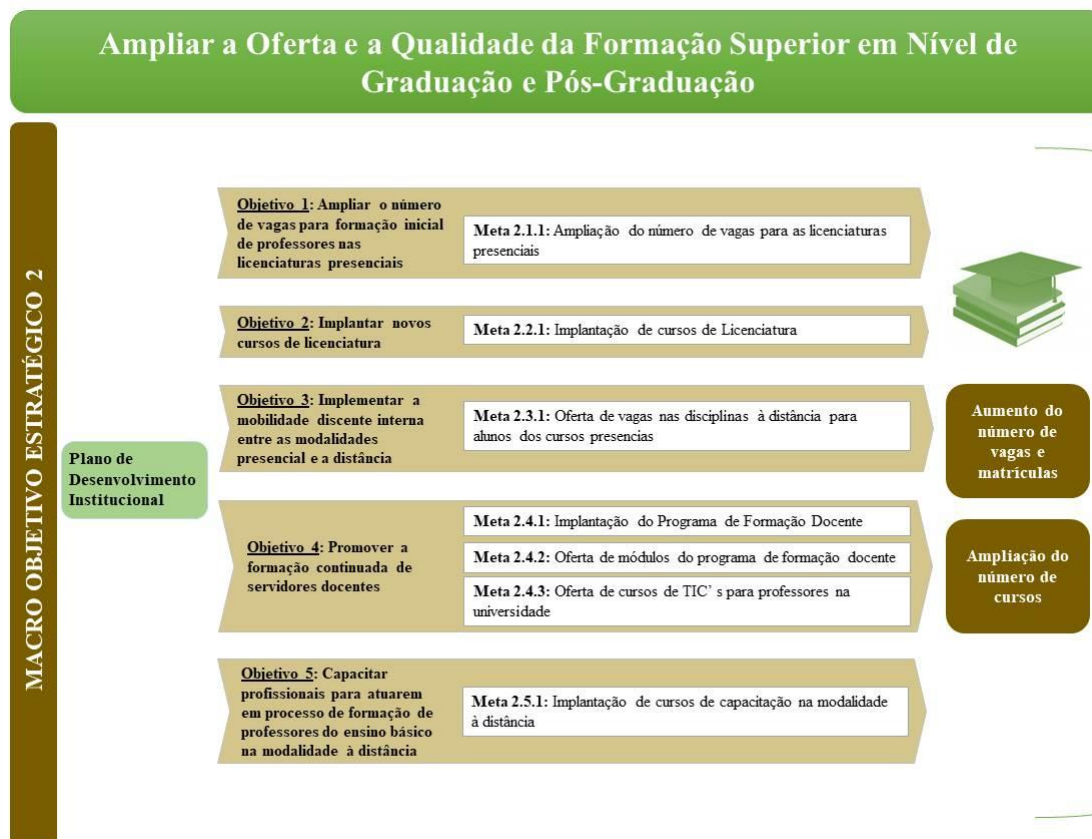 Ampliar a Oferta e a Qualidade da Formação Superior em Nível de
Graduação e Pós-Graduação
MACRO OBJETIVO ESTRATÉGICO 2
Plano de
Desenvolvimento
Institucional
Objetivo 1: Ampliar o número
de vagas para formação inicial
de professores nas
licenciaturas presenciais
Meta 2.1.1: Ampliação do número de vagas para as licenciaturas
presenciais
Objetivo 2: Implantar novos
cursos de licenciatura
Meta 2.2.1: Implantação de cursos de Licenciatura
Objetivo 3: Implementar a
mobilidade discente interna
entre as modalidades
presencial e a distância
Meta 2.3.1: Oferta de vagas nas disciplinas à distância para
alunos dos cursos presencias
Objetivo 4: Promover a
formação continuada de
servidores docentes
Meta 2.4.1: Implantação do Programa de Formação Docente
Meta 2.4.2: Oferta de módulos do programa de formação docente
Meta 2.4.3: Oferta de cursos de TIC' s para professores na
universidade
Objetivo 5: Capacitar
profissionais para atuarem
em processo de formação de
professores do ensino básico
na modalidade à distância
Meta 2.5.1: Implantação de cursos de capacitação na modalidade
à distância
Aumento do
número de
vagas e
matrículas
Ampliação do
número de
cursos